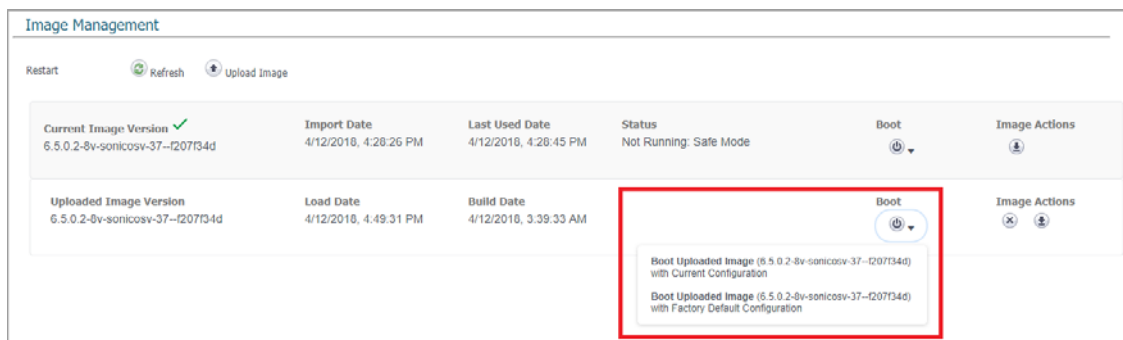 Image Management
Restart Refresh Upload Image
Current Image Version Import Date Last Used Date Status Boot Image Actions
6.5.0.2-8v-sonicosv-37--f207f34d 4/12/2018, 4:28:26 PM 4/12/2018, 4:28:45 PM Not Running: Safe Mode
Uploaded Image Version Load Date Build Date Boot Image Actions
6.5.0.2-8v-sonicosv-37--f207f34d 4/12/2018, 4:49:31 PM 4/12/2018, 3:39:33 AM
Boot Uploaded Image (6.5.0.2-8v-sonicosv-37--f207f34d)
with Current Configuration
Boot Uploaded Image (6.5.0.2-8v-sonicosv-37--f207f34d)
with Factory Default Configuration